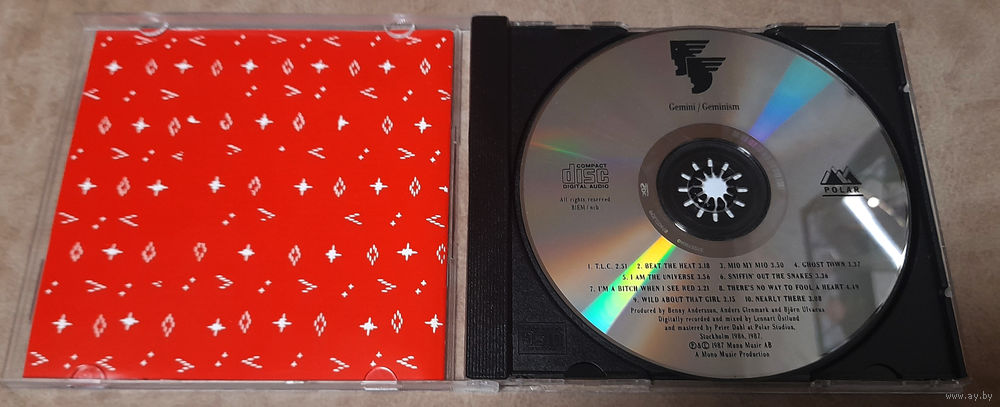 Gemini / Geminism
COMPACT
disc
DIGITAL AUDIO
All rights reserved
BIEM / ncb
POLAR
1. T.L.C. 2.51 2. BEAT THE HEAT 3.18 3. MIO MY MIO 3.50 4. GHOST TOWN 3.37
5. I AM THE UNIVERSE 3.56 6. SNIFFIN' OUT THE SNAKES 3.36
7. I'M A BITCH WHEN I SEE RED 3.21 8. THERE'S NO WAY TO FOOL A HEART 4.19
9. WILD ABOUT THAT GIRL 3.15 10. NEARLY THERE 3.08
Produced by Benny Andersson, Anders Glenmark and Björn Ulvaeus
Digitally recorded and mixed by Lennart Östlund
and mastered by Peter Dahl at Polar Studios,
Stockholm 1986, 1987.
Ⓟ&Ⓒ 1987 Mono Music AB
A Mono Music Production
www.ay.by